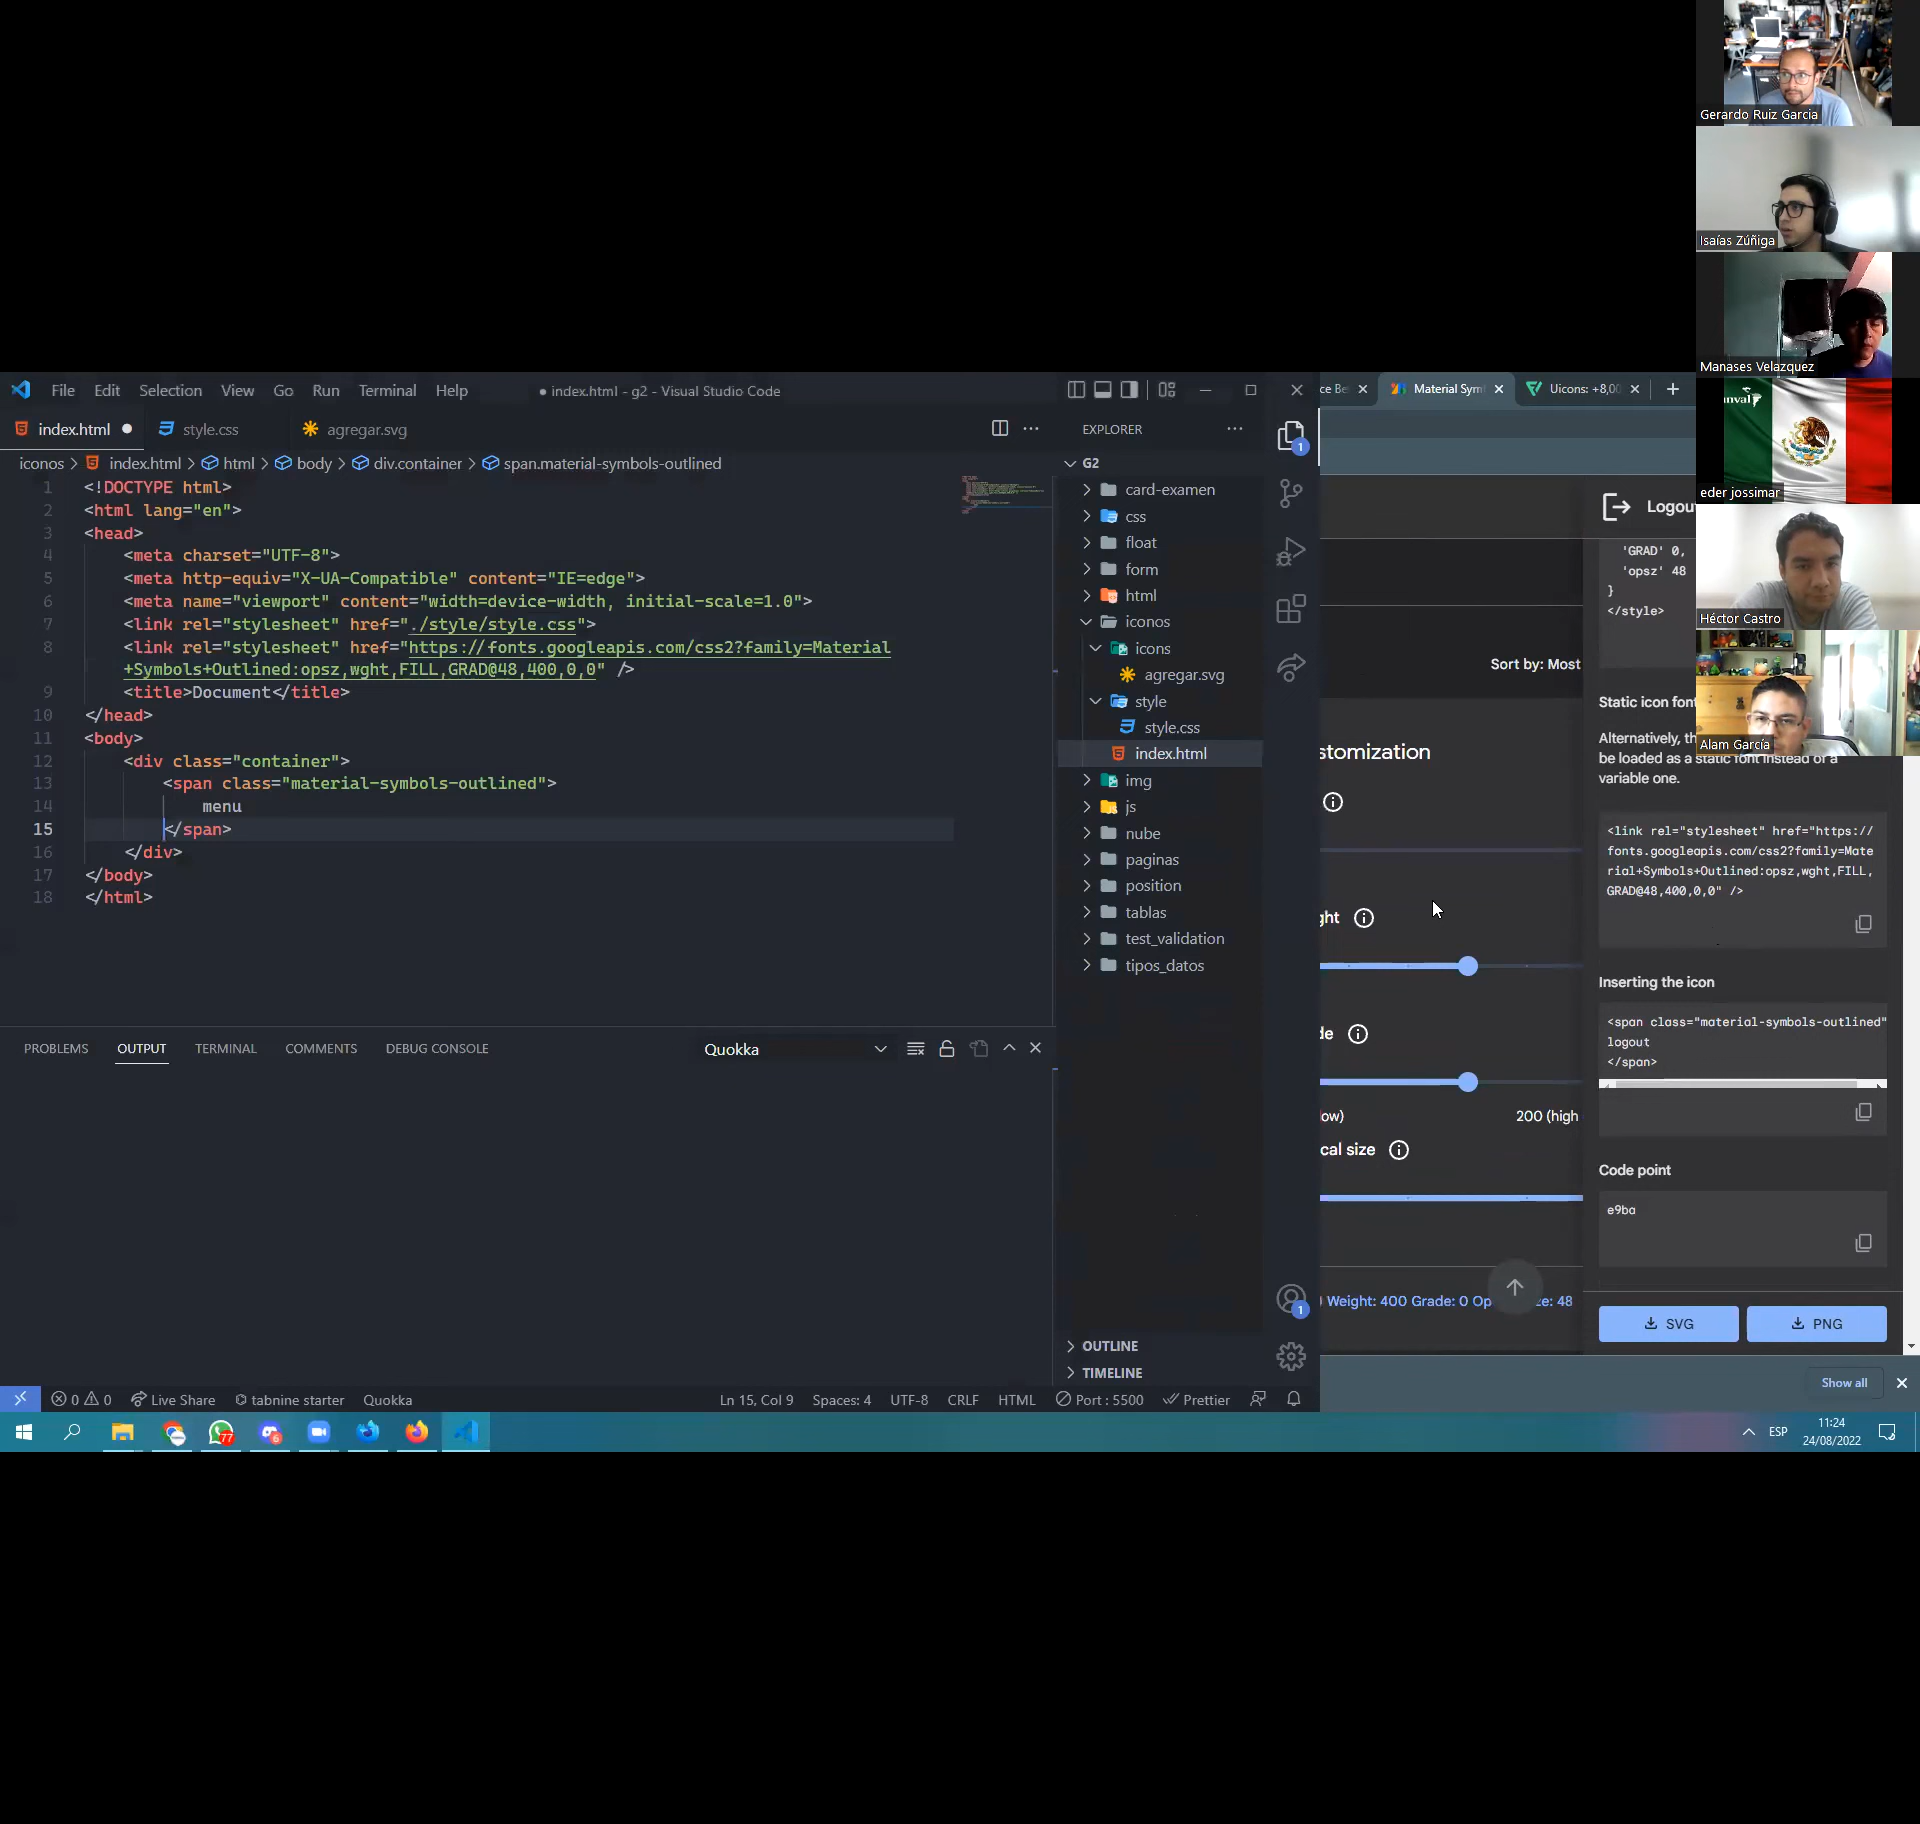 Gerardo Ruiz Garcia
Isaías Zúñiga
Manases Velazquez
eder jossimar
Héctor Castro
Alam García
File Edit Selection View Go Run Terminal Help
● index.html - g2 - Visual Studio Code
index.html ●
style.css
agregar.svg
iconos > index.html > html > body > div.container > span.material-symbols-outlined
1 <!DOCTYPE html>
2 <html lang="en">
3 <head>
4 <meta charset="UTF-8">
5 <meta http-equiv="X-UA-Compatible" content="IE=edge">
6 <meta name="viewport" content="width=device-width, initial-scale=1.0">
7 <link rel="stylesheet" href="./style/style.css">
8 <link rel="stylesheet" href="https://fonts.googleapis.com/css2?family=Material
+Symbols+Outlined:opsz,wght,FILL,GRAD@48,400,0,0" />
9 <title>Document</title>
10 </head>
11 <body>
12 <div class="container">
13 <span class="material-symbols-outlined">
14 menu
15 </span>
16 </div>
17 </body>
18 </html>
PROBLEMS OUTPUT TERMINAL COMMENTS DEBUG CONSOLE
Quokka
EXPLORER
G2
card-examen
css
float
form
html
iconos
icons
agregar.svg
style
style.css
index.html
img
js
nube
paginas
position
tablas
test_validation
tipos_datos
OUTLINE
TIMELINE
1
1
0 0 Live Share tabnine starter Quokka
Ln 15, Col 9 Spaces: 4 UTF-8 CRLF HTML Port : 5500 Prettier
ce Be
Material Sym
Uicons: +8,00
Logou
'GRAD' 0,
'opsz' 48
}
</style>
Sort by: Most
Static icon font
Alternatively, th
be loaded as a static font instead of a
variable one.
stomization
<link rel="stylesheet" href="https://
fonts.googleapis.com/css2?family=Mate
rial+Symbols+Outlined:opsz,wght,FILL,
GRAD@48,400,0,0" />
ght
Inserting the icon
<span class="material-symbols-outlined"
logout
</span>
de
ow)
200 (high
cal size
Code point
e9ba
Weight: 400 Grade: 0 Op
ze: 48
SVG
PNG
Show all
77
6
ESP
11:24
24/08/2022